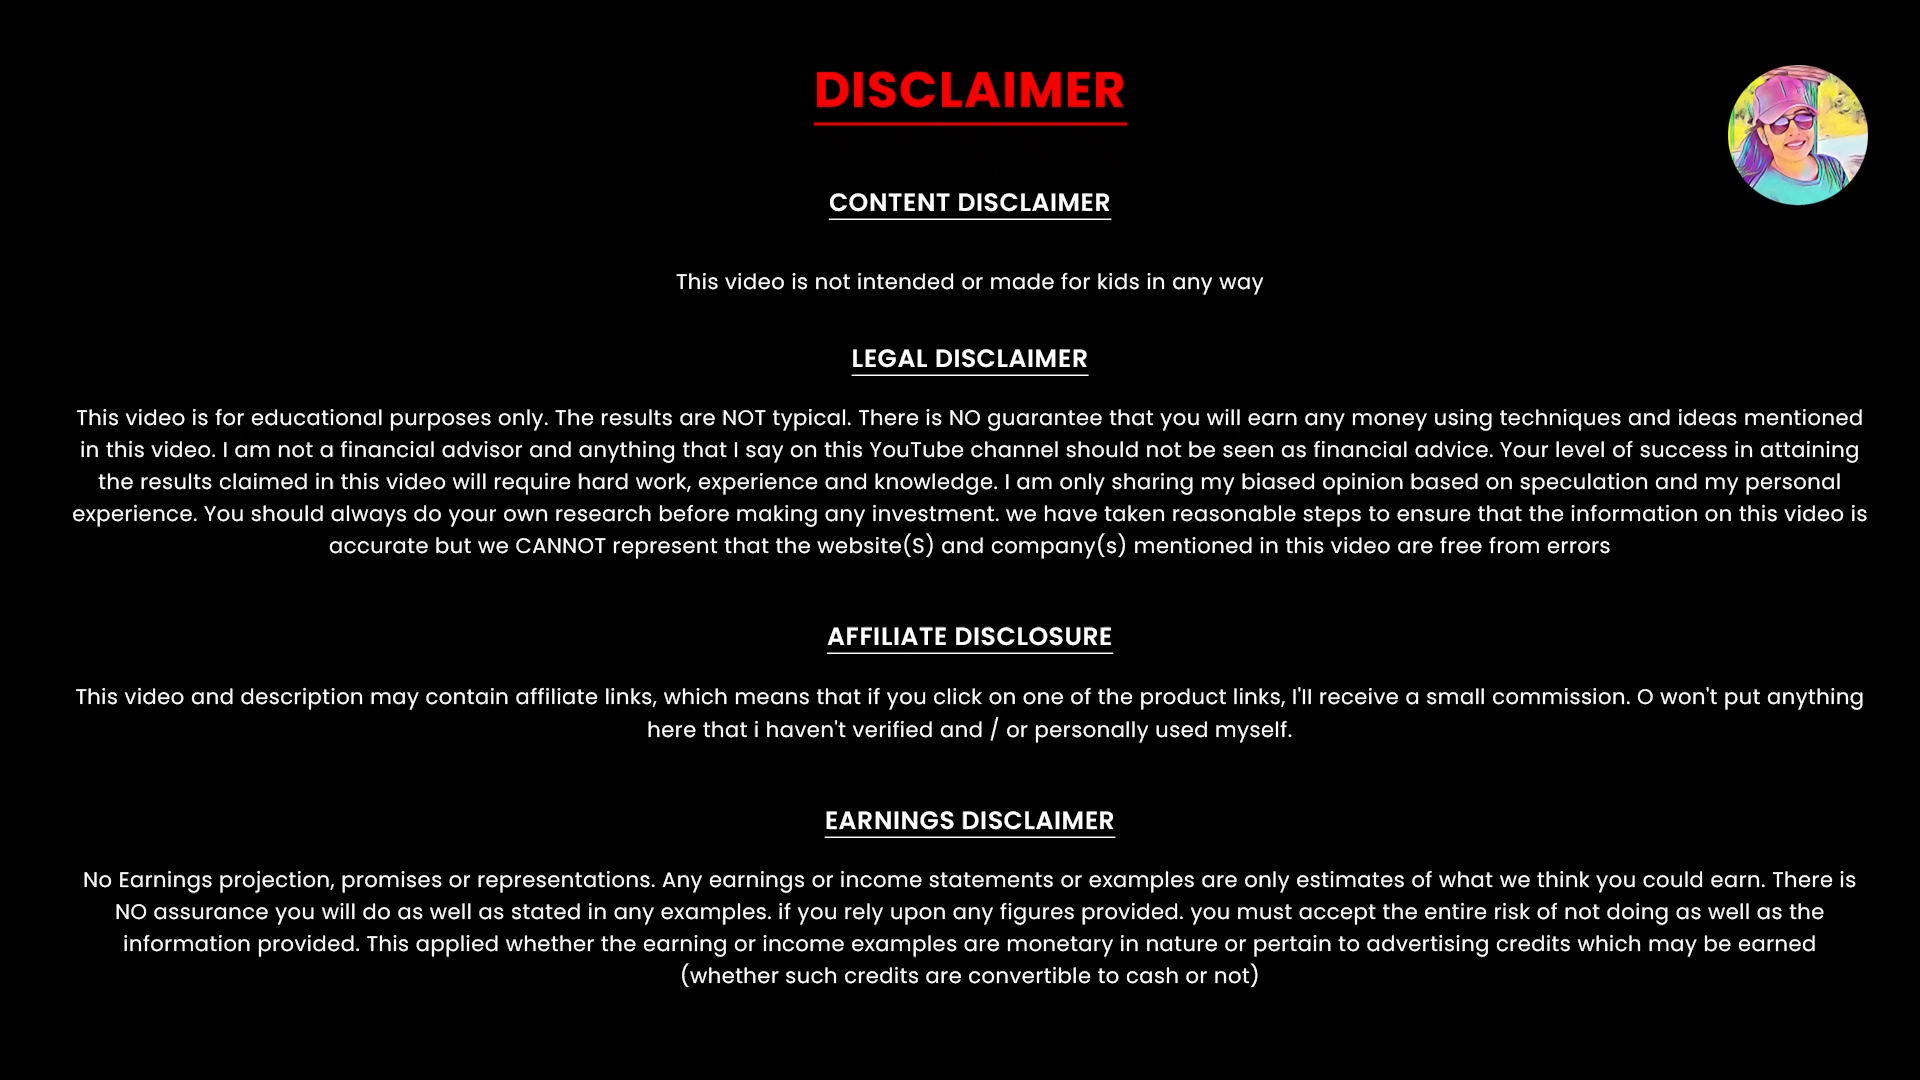 DISCLAIMER
CONTENT DISCLAIMER
This video is not intended or made for kids in any way
LEGAL DISCLAIMER
This video is for educational purposes only. The results are NOT typical. There is NO guarantee that you will earn any money using techniques and ideas mentioned
in this video. I am not a financial advisor and anything that I say on this YouTube channel should not be seen as financial advice. Your level of success in attaining
the results claimed in this video will require hard work, experience and knowledge. I am only sharing my biased opinion based on speculation and my personal
experience. You should always do your own research before making any investment. we have taken reasonable steps to ensure that the information on this video is
accurate but we CANNOT represent that the website(S) and company(s) mentioned in this video are free from errors
AFFILIATE DISCLOSURE
This video and description may contain affiliate links, which means that if you click on one of the product links, I'll receive a small commission. O won't put anything
here that i haven't verified and / or personally used myself.
EARNINGS DISCLAIMER
No Earnings projection, promises or representations. Any earnings or income statements or examples are only estimates of what we think you could earn. There is
NO assurance you will do as well as stated in any examples. if you rely upon any figures provided. you must accept the entire risk of not doing as well as the
information provided. This applied whether the earning or income examples are monetary in nature or pertain to advertising credits which may be earned
(whether such credits are convertible to cash or not)